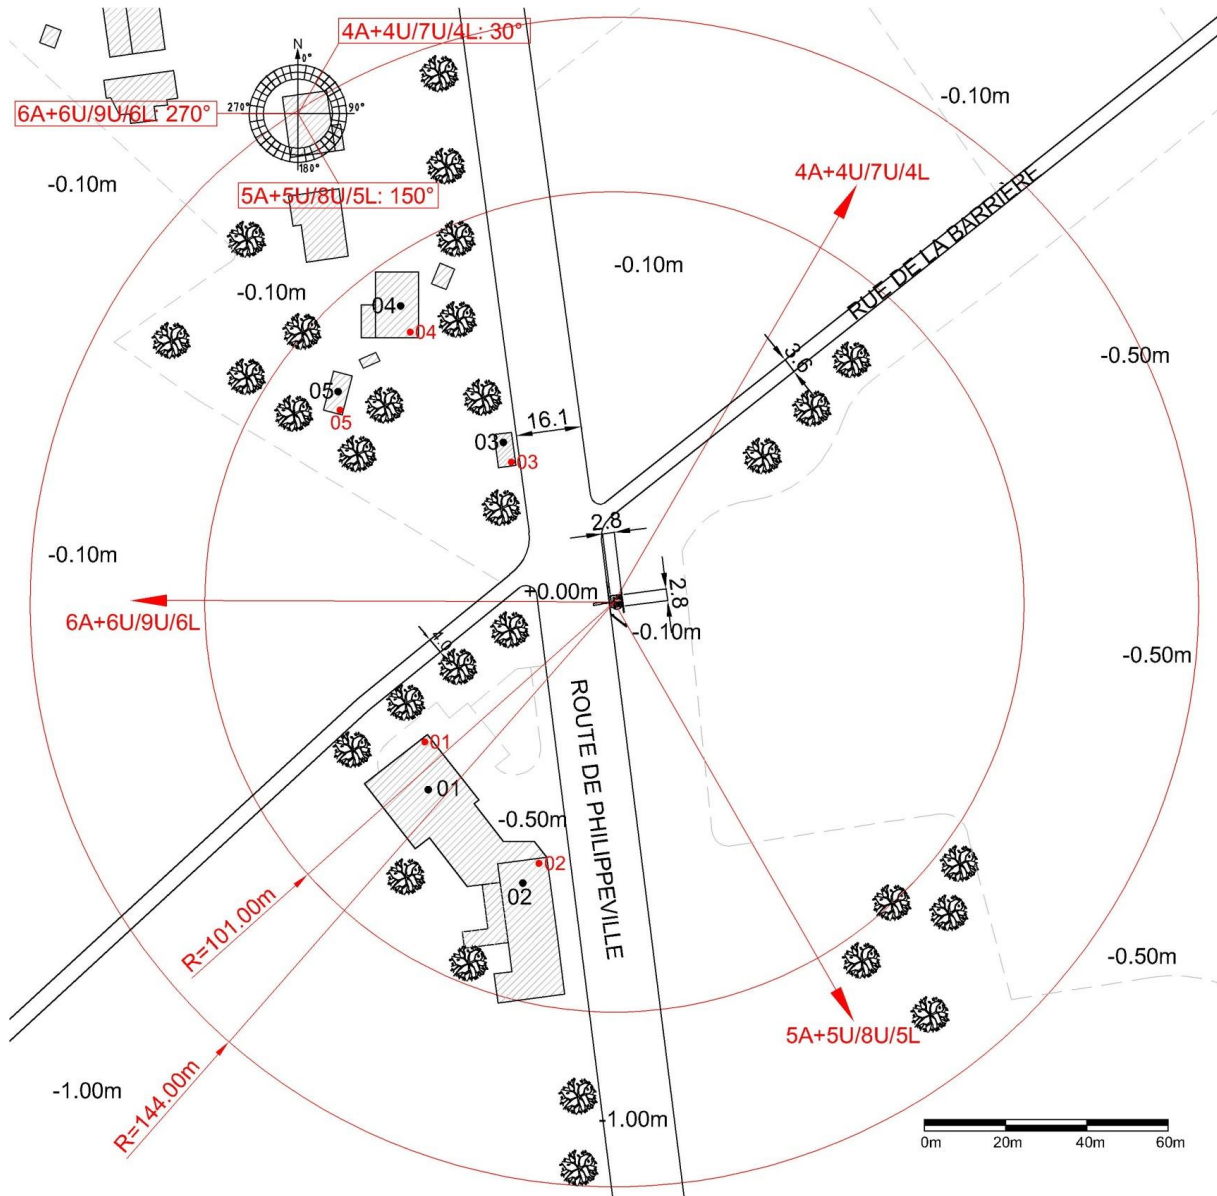 4A+4U/7U/4L: 30°
N
0°
270°
90°
180°
6A+6U/9U/6L: 270°
5A+5U/8U/5L: 150°
-0.10m
-0.10m
4A+4U/7U/4L
RUE DE LA BARRIÈRE
-0.10m
-0.10m
04
04
3.6
-0.50m
05
05
16.1
03
03
2.8
-0.10m
+0.00m
2.8
6A+6U/9U/6L
-0.10m
4.0
-0.50m
ROUTE DE PHILIPPEVILLE
01
01
-0.50m
02
02
R=101.00m
-0.50m
5A+5U/8U/5L
R=144.00m
-1.00m
-1.00m
0m 20m 40m 60m